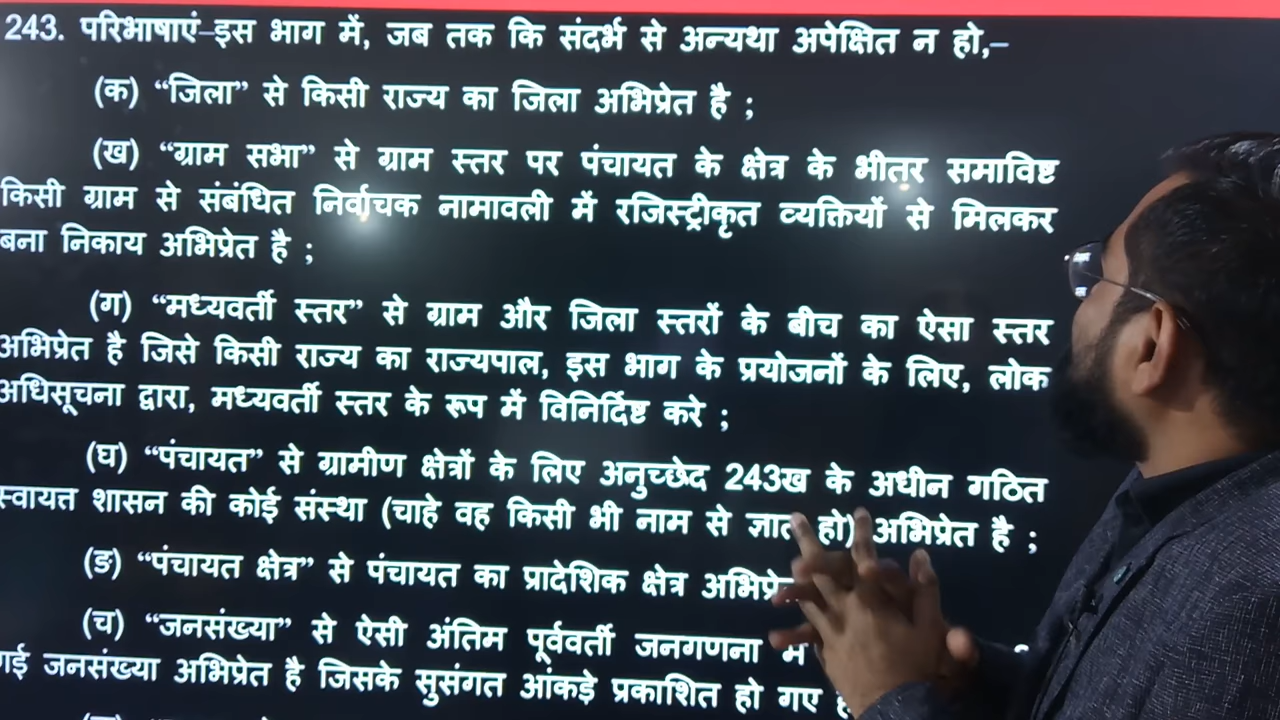 243. परिभाषाएं–इस भाग में, जब तक कि संदर्भ से अन्यथा अपेक्षित न हो,–
(क) “जिला” से किसी राज्य का जिला अभिप्रेत है ;
(ख) “ग्राम सभा” से ग्राम स्तर पर पंचायत के क्षेत्र के भीतर समाविष्ट
किसी ग्राम से संबंधित निर्वाचक नामावली में रजिस्ट्रीकृत व्यक्तियों से मिलकर
बना निकाय अभिप्रेत है ;
(ग) “मध्यवर्ती स्तर” से ग्राम और जिला स्तरों के बीच का ऐसा स्तर
अभिप्रेत है जिसे किसी राज्य का राज्यपाल, इस भाग के प्रयोजनों के लिए, लोक
अधिसूचना द्वारा, मध्यवर्ती स्तर के रूप में विनिर्दिष्ट करे ;
(घ) “पंचायत” से ग्रामीण क्षेत्रों के लिए अनुच्छेद 243ख के अधीन गठित
स्वायत्त शासन की कोई संस्था (चाहे वह किसी भी नाम से ज्ञात हो) अभिप्रेत है ;
(ङ) “पंचायत क्षेत्र” से पंचायत का प्रादेशिक क्षेत्र
(च) “जनसंख्या” से ऐसी अंतिम पूर्ववर्ती जनगणना में
गई जनसंख्या अभिप्रेत है जिसके सुसंगत आंकड़े प्रकाशित हो गए